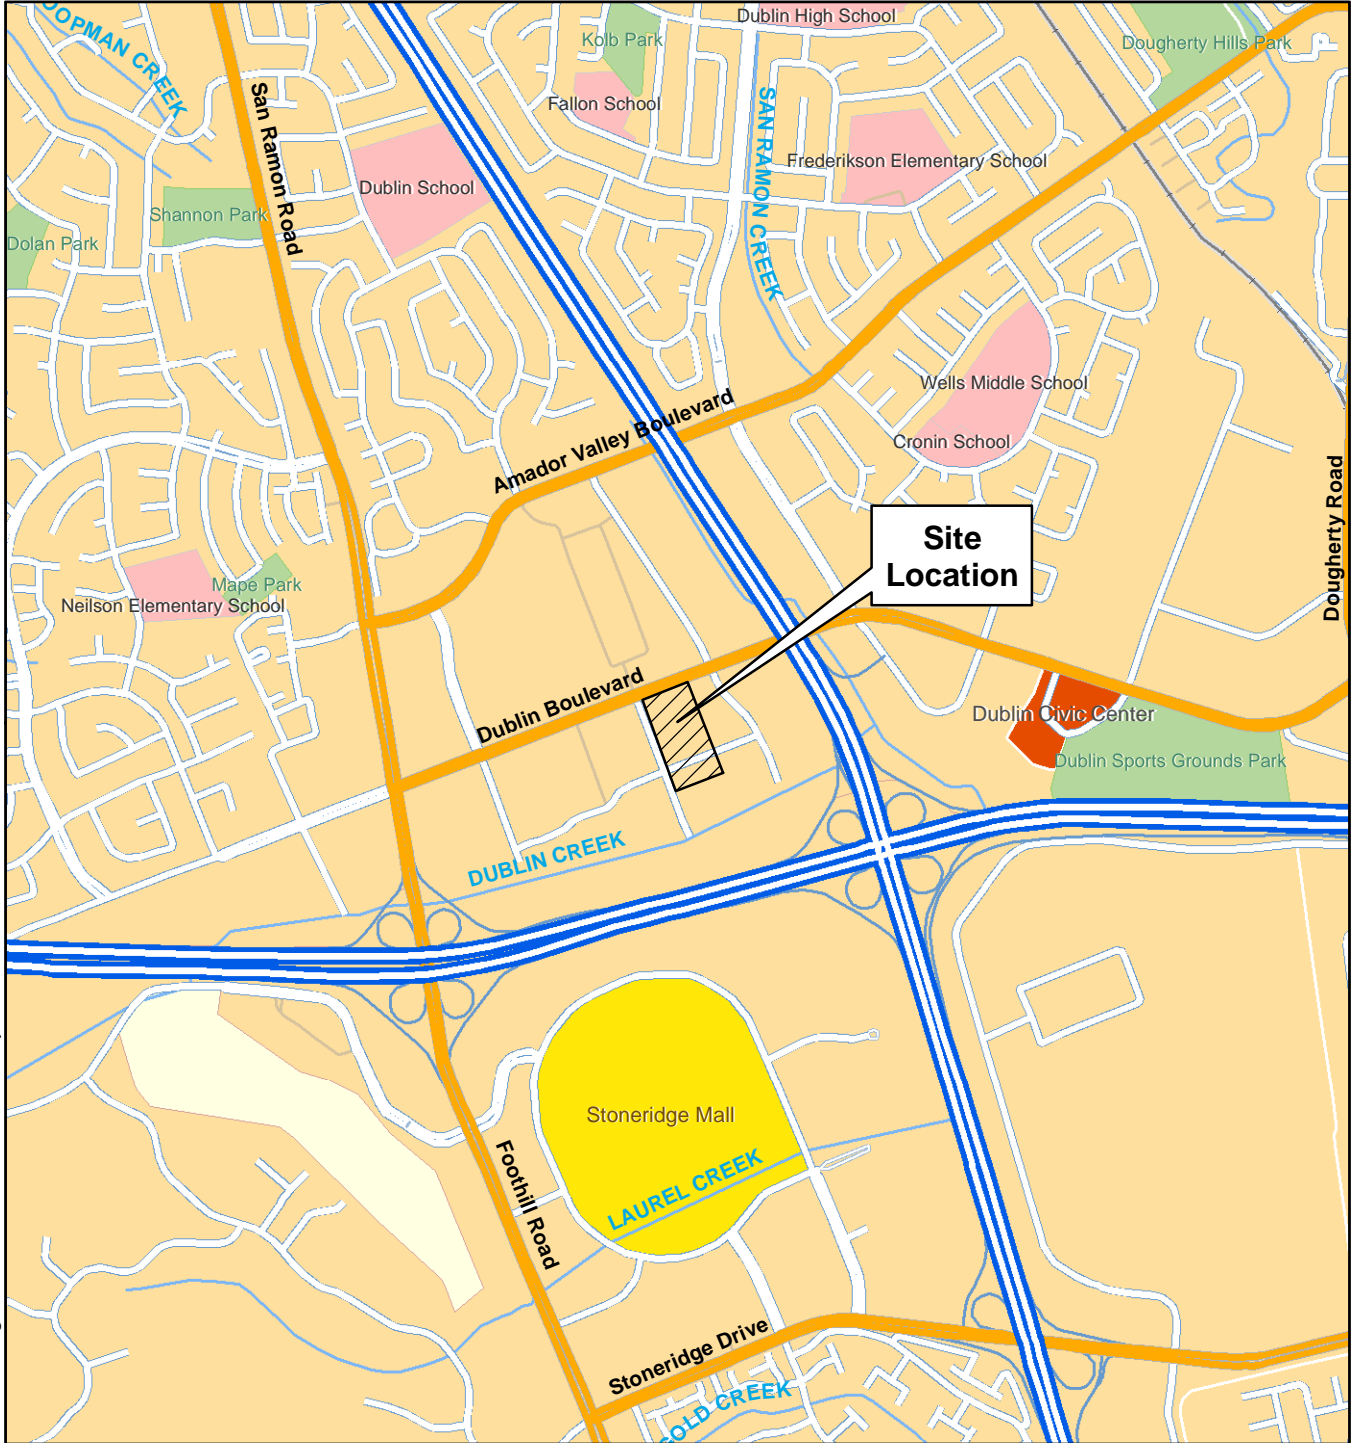 Dublin High School
OOPMAN CREEK
Kolb Park
Dougherty Hills Park
San Ramon Road
Fallon School
SAN RAMON CREEK
Frederikson Elementary School
Dublin School
Shannon Park
Dolan Park
Wells Middle School
Amador Valley Boulevard
Cronin School
Dougherty Road
Site
Location
Mape Park
Neilson Elementary School
Dublin Boulevard
Dublin Civic Center
Dublin Sports Grounds Park
DUBLIN CREEK
Stoneridge Mall
LAUREL CREEK
Foothill Road
Stoneridge Drive
GOLD CREEK